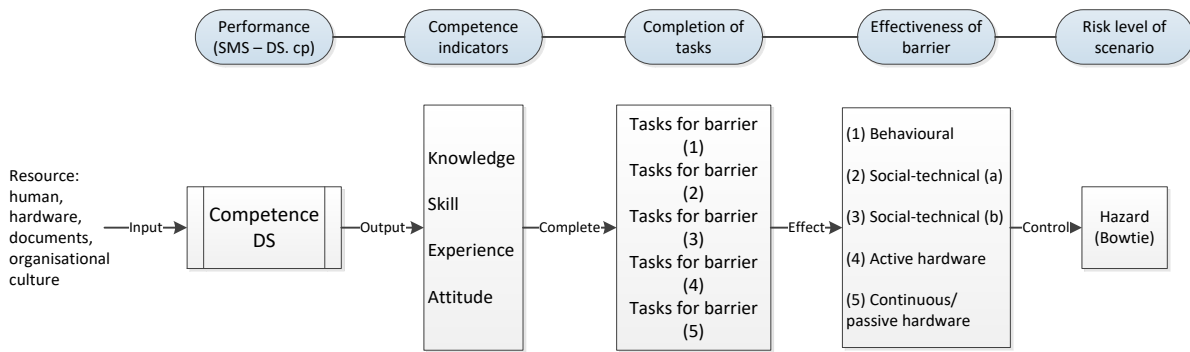 Performance
(SMS – DS. cp)
Competence
indicators
Completion of
tasks
Effectiveness of
barrier
Risk level of
scenario
Resource:
human,
hardware,
documents,
organisational
culture
Input
Competence
DS
Output
Knowledge
Skill
Experience
Attitude
Complete
Tasks for barrier
(1)
Tasks for barrier
(2)
Tasks for barrier
(3)
Tasks for barrier
(4)
Tasks for barrier
(5)
Effect
(1) Behavioural
(2) Social-technical (a)
(3) Social-technical (b)
(4) Active hardware
(5) Continuous/
passive hardware
Control
Hazard
(Bowtie)